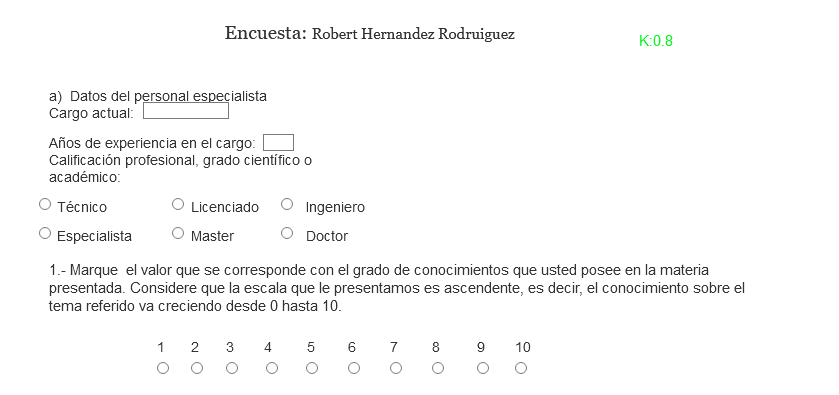 Encuesta: Robert Hernandez Rodruiguez
K:0.8
a) Datos del personal especialista
Cargo actual:
Años de experiencia en el cargo:
Calificación profesional, grado científico o
académico:
Técnico Licenciado Ingeniero
Especialista Master Doctor
1.- Marque el valor que se corresponde con el grado de conocimientos que usted posee en la materia
presentada. Considere que la escala que le presentamos es ascendente, es decir, el conocimiento sobre el
tema referido va creciendo desde 0 hasta 10.
1 2 3 4 5 6 7 8 9 10